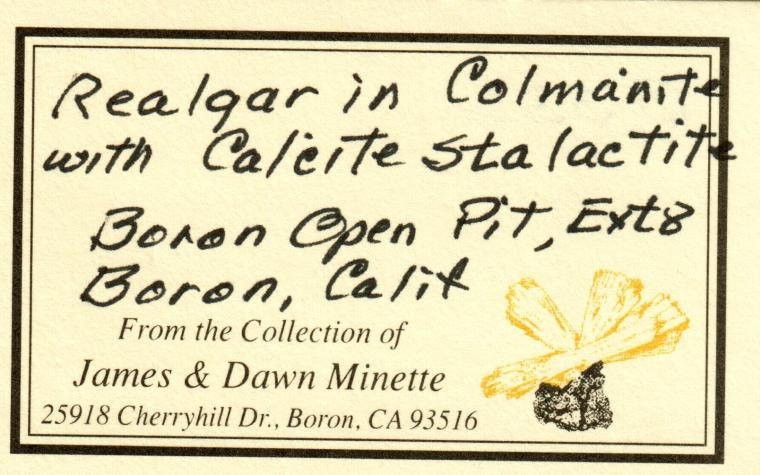 Realgar in Colmanite
with Calcite Stalactite
Boron Open Pit, Ext8
Boron, Calif
From the Collection of
James & Dawn Minette
25918 Cherryhill Dr., Boron, CA 93516